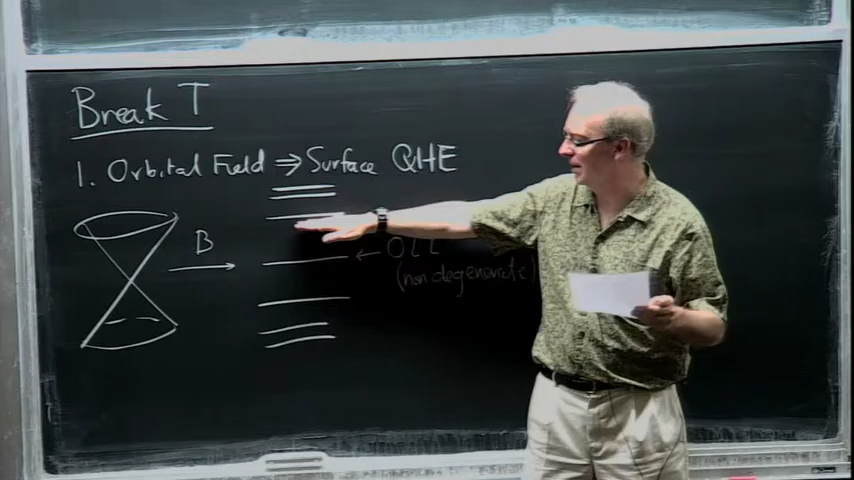 Break T
1. Orbital Field ⇒ Surface QHE
B
← 0LL
(non degenerate)